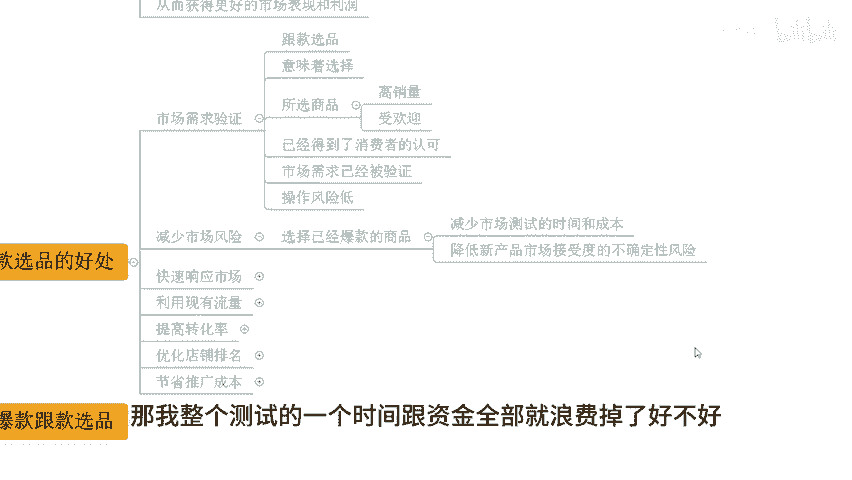 从而获得更好的市场表现和利润
跟款选品
意味着选择
高销量
所选商品
市场需求验证
受欢迎
已经得到了消费者的认可
市场需求已经被验证
操作风险低
减少市场测试的时间和成本
减少市场风险
选择已经爆款的商品
降低新产品市场接受度的不确定性风险
款选品的好处
快速响应市场
利用现有流量
提高转化率
优化店铺排名
节省推广成本
爆款跟款选品
那我整个测试的一个时间跟资金全部就浪费掉了好不好